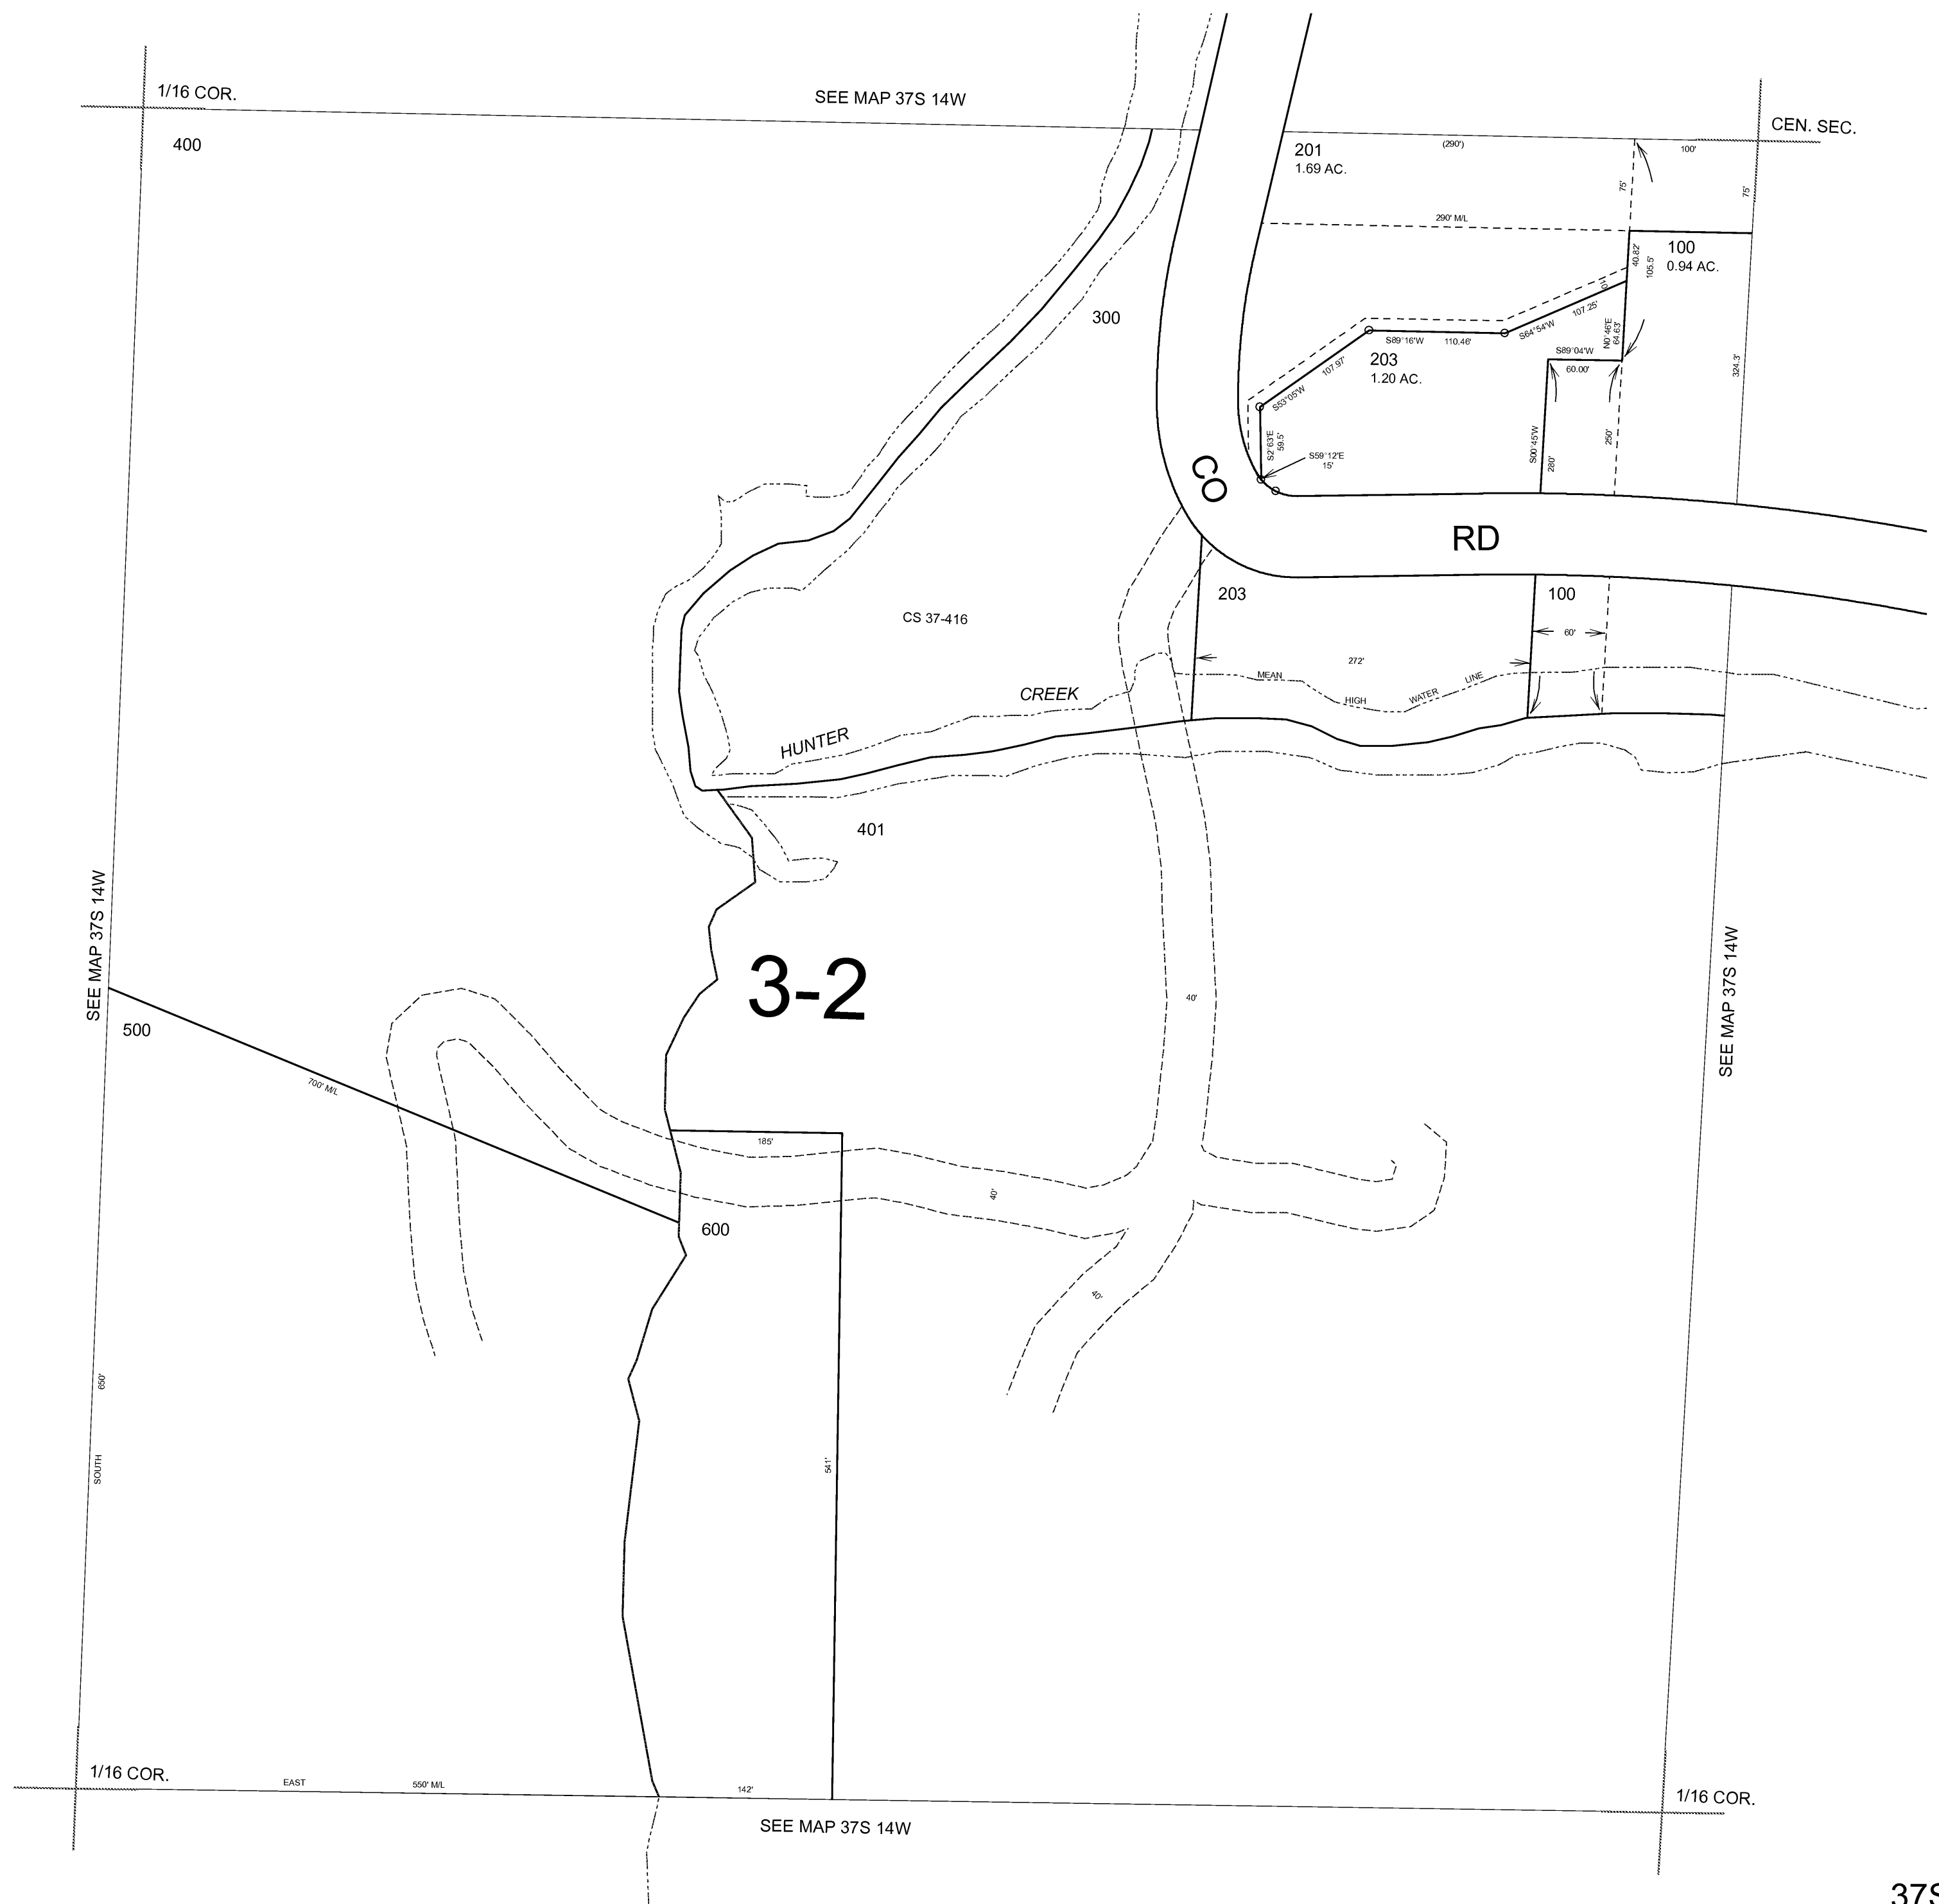 1/16 COR.
SEE MAP 37S 14W
CEN. SEC.
400
201
1.69 AC.
(290')
100'
75'
75'
290' M/L
100
0.94 AC.
40.82'
105.5'
10'
107.25'
S64°54'W
300
S89°16'W
110.46'
N0°46'E
64.63'
S89°04'W
60.00'
324.3'
203
1.20 AC.
107.97'
S53°05'W
S2°63'E
59.5'
S59°12'E
15'
S00°45'W
280'
250'
CO
RD
203
100
CS 37-416
60'
272'
MEAN
HIGH
WATER
LINE
CREEK
HUNTER
401
SEE MAP 37S 14W
SEE MAP 37S 14W
3-2
40'
500
700' M/L
185'
40'
600
40'
650'
SOUTH
541'
1/16 COR.
EAST
550' M/L
142'
1/16 COR.
SEE MAP 37S 14W
37S